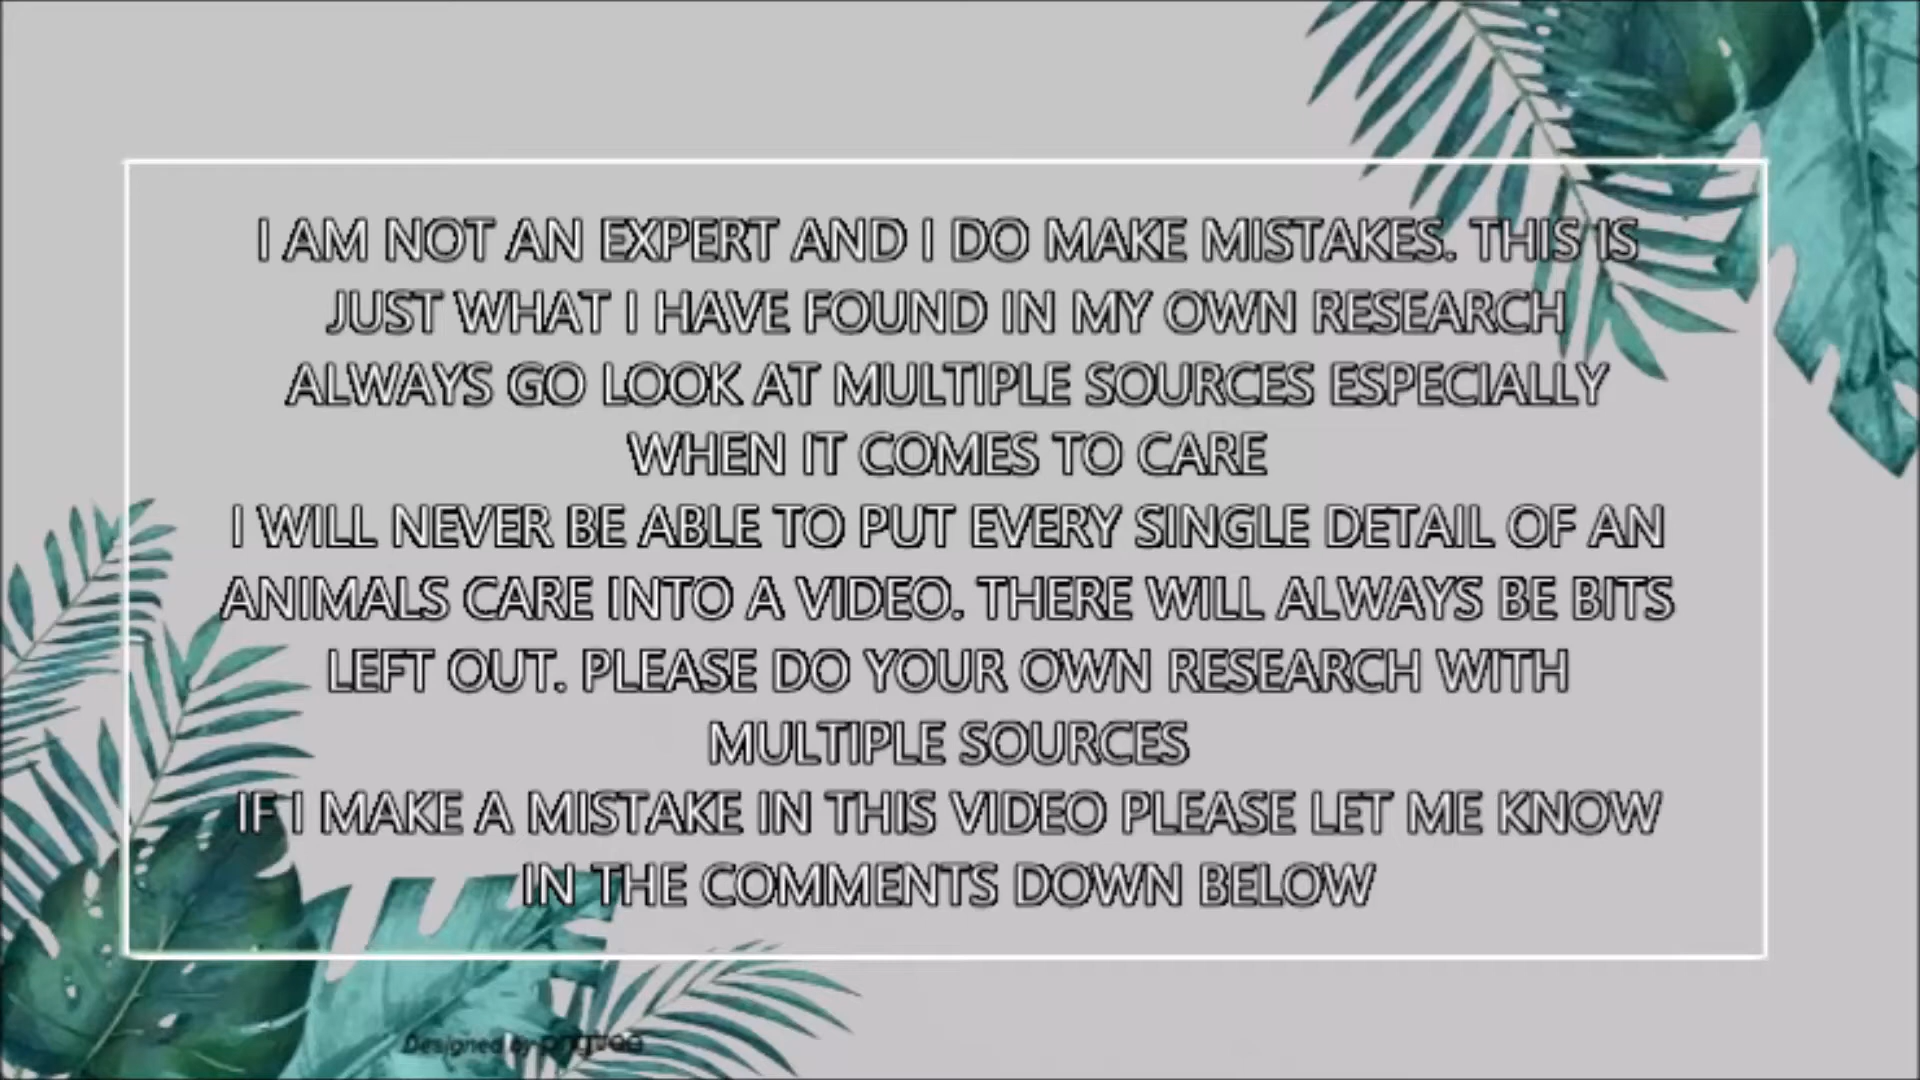 I AM NOT AN EXPERT AND I DO MAKE MISTAKES. THIS IS
JUST WHAT I HAVE FOUND IN MY OWN RESEARCH
ALWAYS GO LOOK AT MULTIPLE SOURCES ESPECIALLY
WHEN IT COMES TO CARE
I WILL NEVER BE ABLE TO PUT EVERY SINGLE DETAIL OF AN
ANIMALS CARE INTO A VIDEO. THERE WILL ALWAYS BE BITS
LEFT OUT. PLEASE DO YOUR OWN RESEARCH WITH
MULTIPLE SOURCES
IF I MAKE A MISTAKE IN THIS VIDEO PLEASE LET ME KNOW
IN THE COMMENTS DOWN BELOW
Designed by pngtree